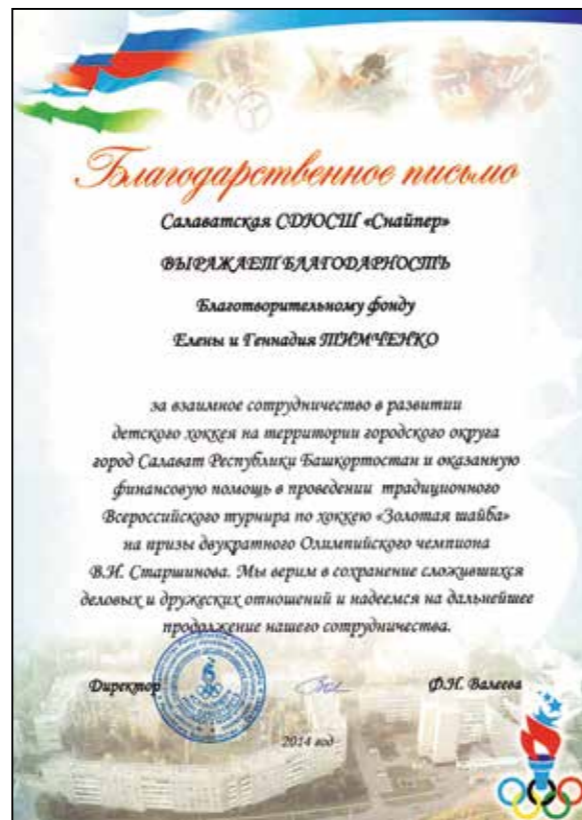 Благодарственное письмо
Салаватская СДЮСШ «Снайпер»
ВЫРАЖАЕТ БЛАГОДАРНОСТЬ
Благотворительному фонду
Елены и Геннадия ТИМЧЕНКО
за взаимное сотрудничество в развитии
детского хоккея на территории городского округа
город Салават Республики Башкортостан и оказанную
финансовую помощь в проведении традиционного
Всероссийского турнира по хоккею «Золотая шайба»
на призы двукратного Олимпийского чемпиона
В.И. Старшинова. Мы верим в сохранение сложившихся
деловых и дружеских отношений и надеемся на дальнейшее
продолжение нашего сотрудничества.
Директор Ф.Н. Валеева
2014 год